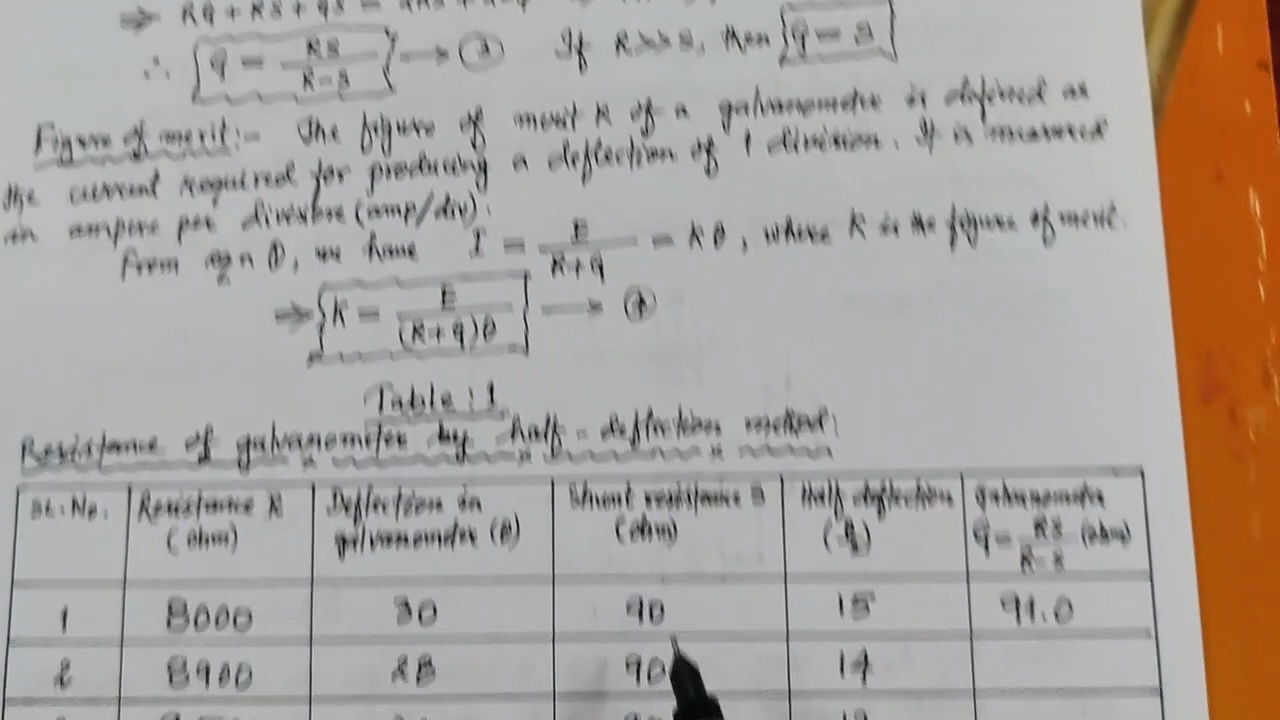 ⇒ RG + RS + GS =
∴ G = RS / R-S → 3 If R>>S, then G = S
Figure of merit:- The figure of merit K of a galvanometre is defined as
the current required for producing a deflection of 1 division. It is measured
in ampere per division (amp/div).
From eqn 1, we have I = E / R+G = Kθ, where K is the figure of merit.
⇒ K = E / (R+G)θ → 4
Table: 1
Resistance of galvanometer by half-deflection method:
Sl. No. Resistance R (ohm) Deflection in galvanometer (θ) Shunt resistance S (ohm) Half deflection (θ/2) galvanometer G = RS / R-S (ohm)
1 8000 30 90 15 91.0
2 8900 28 90 14